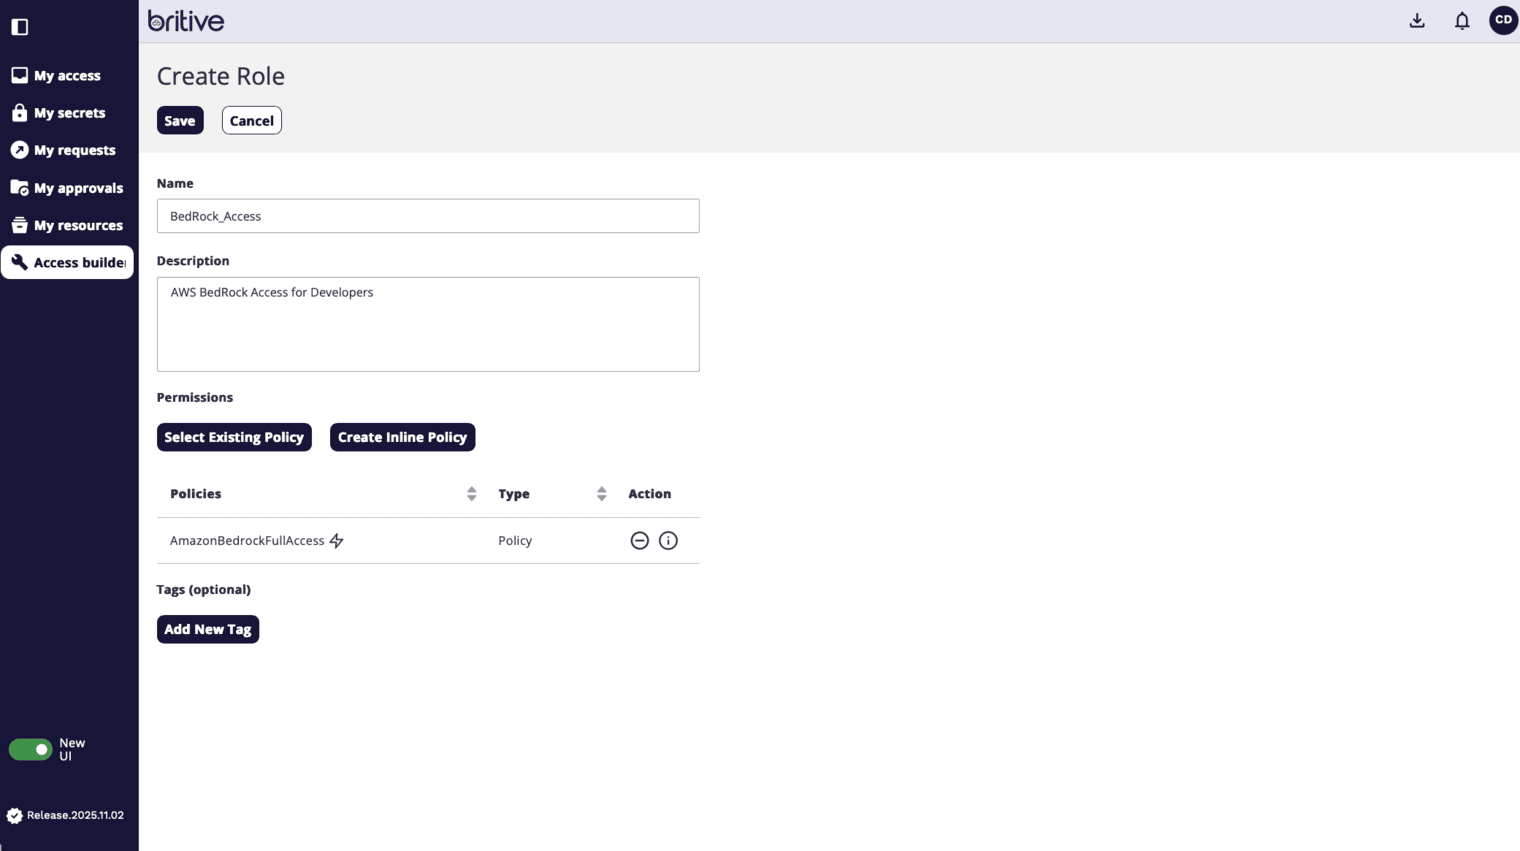 britive
CD
My access
My secrets
My requests
My approvals
My resources
Access builder
New
UI
Release.2025.11.02
Create Role
Save
Cancel
Name
BedRock_Access
Description
AWS BedRock Access for Developers
Permissions
Select Existing Policy
Create Inline Policy
Policies Type Action
AmazonBedrockFullAccess Policy
Tags (optional)
Add New Tag